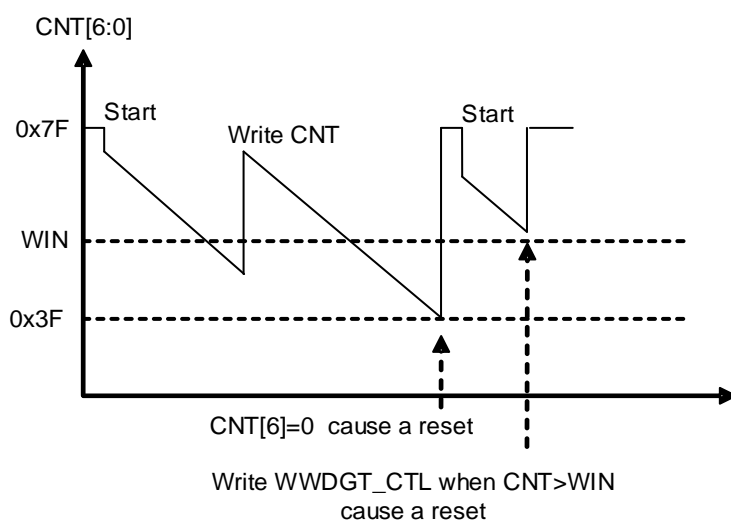 CNT[6:0]
Start
Start
0x7F
Write CNT
WIN
0x3F
CNT[6]=0 cause a reset
Write WWDGT_CTL when CNT>WIN
cause a reset